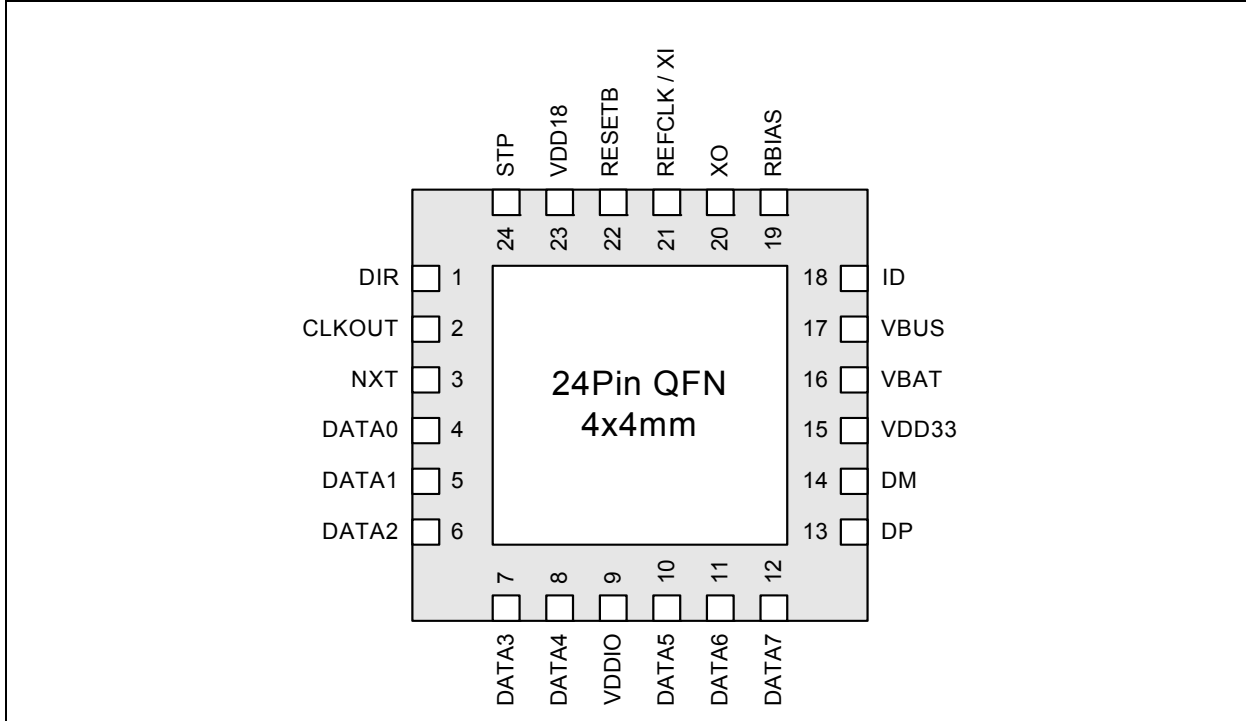 STP
VDD18
RESETB
REFCLK / XI
XO
RBIAS
24
23
22
21
20
19
DIR 1
CLKOUT 2
NXT 3
DATA0 4
DATA1 5
DATA2 6
24Pin QFN
4x4mm
18 ID
17 VBUS
16 VBAT
15 VDD33
14 DM
13 DP
7
8
9
10
11
12
DATA3
DATA4
VDDIO
DATA5
DATA6
DATA7